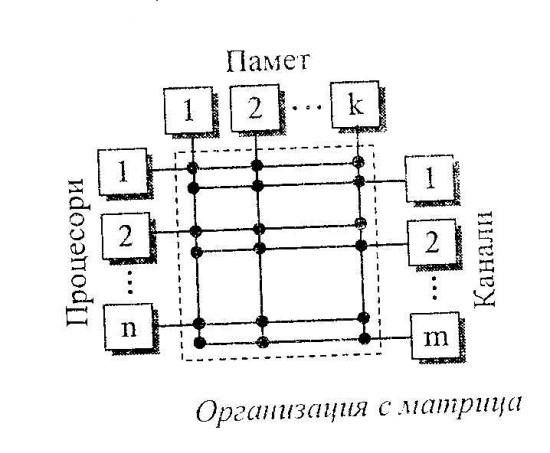 Памет
1 2 ... k
Процесори
1
2
...
n
Канали
1
2
...
m
Организация с матрица